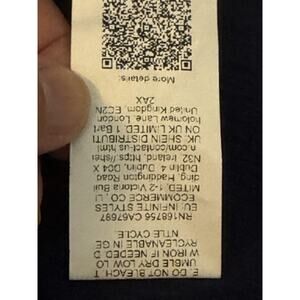 E. DO NOT BLEACH T
UMBLE DRY LOW LO
W IRON IF NEEDED D
RYCLEANABLE IN GE
NTLE CYCLE.
RN168756 CA67697
EU: INFINITE STYLES
ECOMMERCE CO., LI
MITED, 1-2 Victoria Buil
ding, Haddington Road
Dublin 4 Dublin, D04 X
N32, Ireland, https://shei
n.com/contact-us.html
UK: SHEIN DISTRIBUTI
ON UK LIMITED, 1 Bart
holomew Lane, London
United Kingdom, EC2N
2AX
More details: